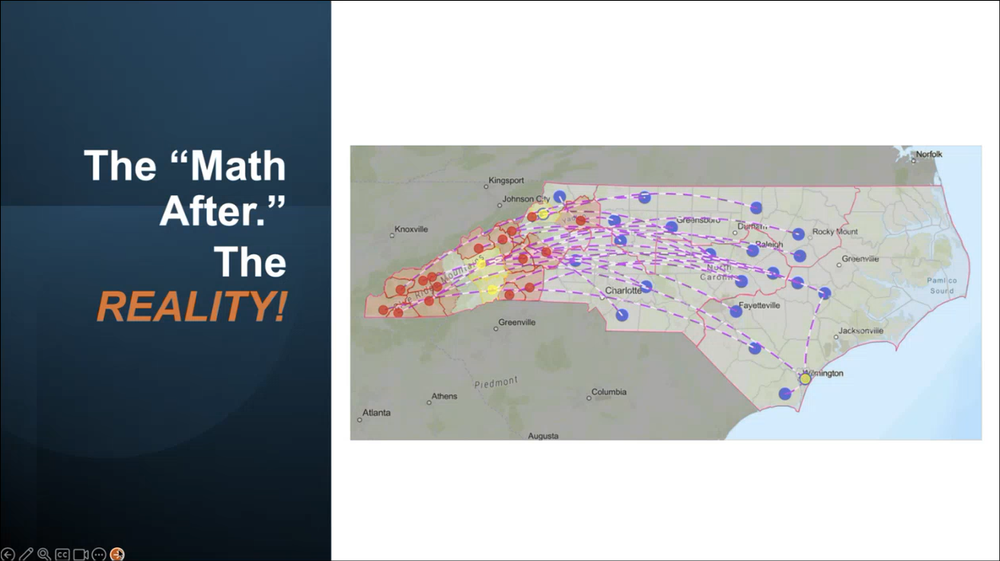 The “Math
After.”
The
REALITY!
Norfolk
Kingsport
Johnson City
Knoxville
Greensboro
Durham
Rocky Mount
Raleigh
Greenville
North
Carolina
Blue Ridge Mountains
Pamlico
Sound
Charlotte
Fayetteville
Greenville
Jacksonville
Wilmington
Piedmont
Columbia
Athens
Atlanta
Augusta
CC